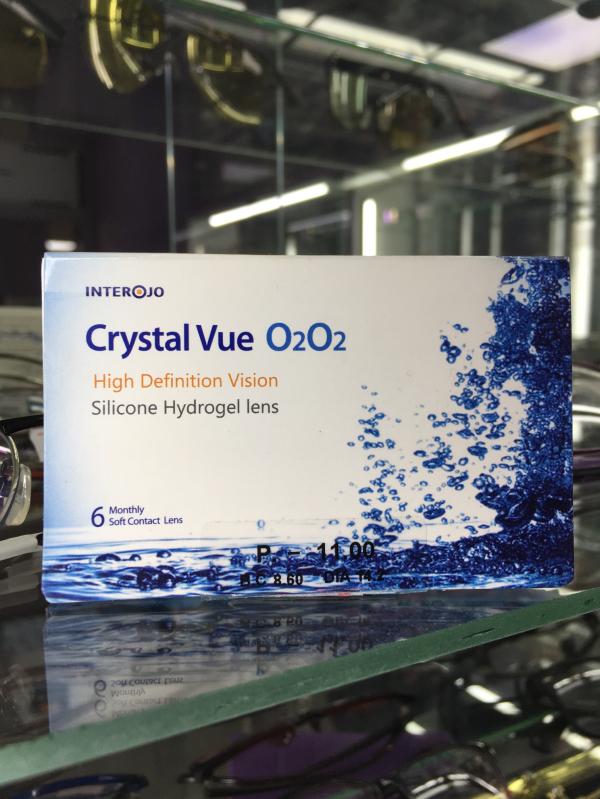 INTEROJO
Crystal Vue O2O2
High Definition Vision
Silicone Hydrogel lens
6 Monthly
Soft Contact Lens
P - 11.00
B.C 8.60 DIA 14.2